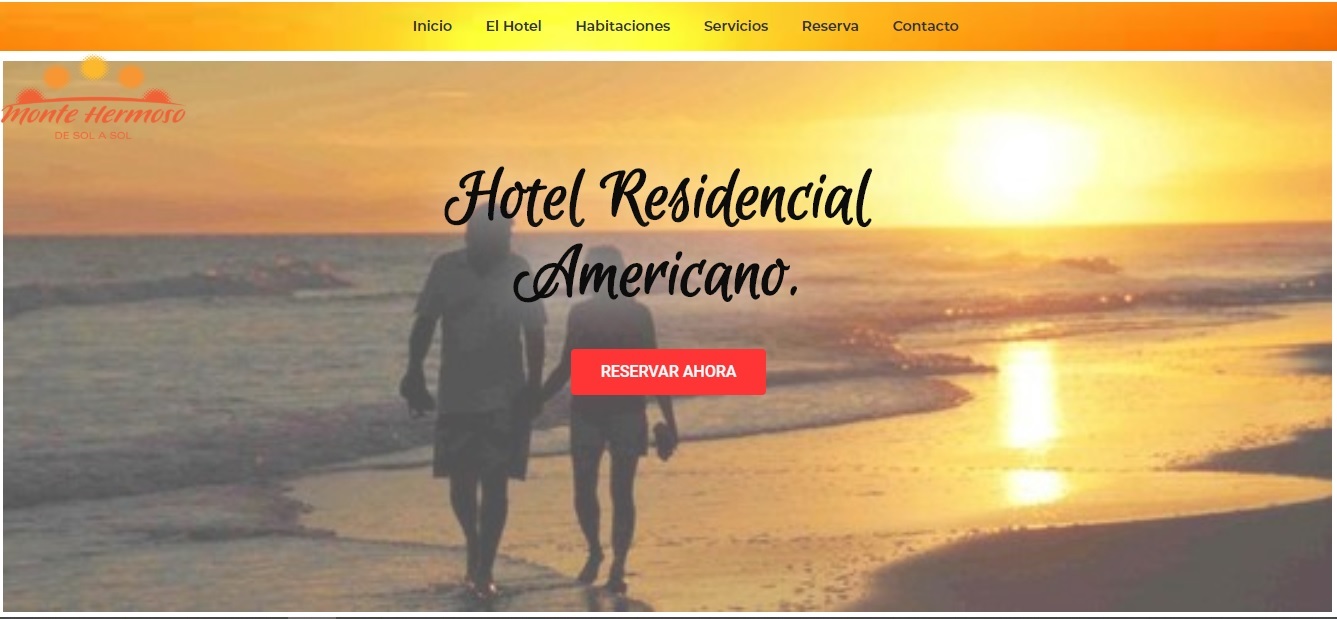 Inicio El Hotel Habitaciones Servicios Reserva Contacto
Monte Hermoso
DE SOL A SOL
Hotel Residencial
Americano.
RESERVAR AHORA